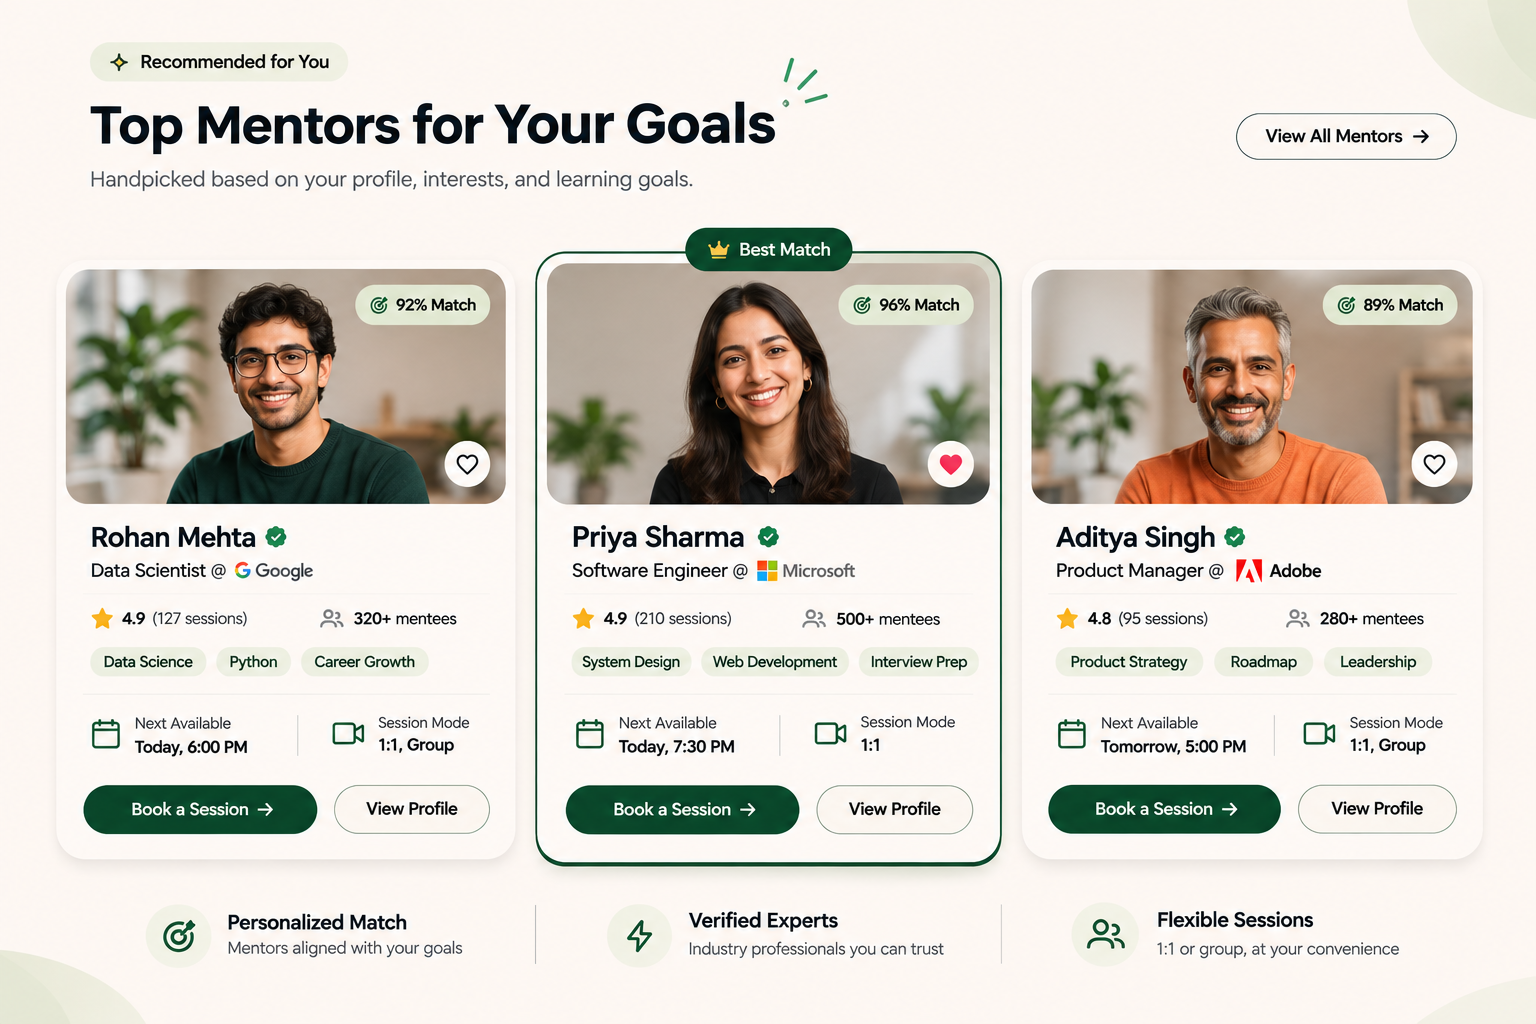 Recommended for You
Top Mentors for Your Goals
Handpicked based on your profile, interests, and learning goals.
View All Mentors →
92% Match
Rohan Mehta
Data Scientist @ Google
4.9 (127 sessions)
320+ mentees
Data Science
Python
Career Growth
Next Available
Today, 6:00 PM
Session Mode
1:1, Group
Book a Session →
View Profile
Best Match
96% Match
Priya Sharma
Software Engineer @ Microsoft
4.9 (210 sessions)
500+ mentees
System Design
Web Development
Interview Prep
Next Available
Today, 7:30 PM
Session Mode
1:1
Book a Session →
View Profile
89% Match
Aditya Singh
Product Manager @ Adobe
4.8 (95 sessions)
280+ mentees
Product Strategy
Roadmap
Leadership
Next Available
Tomorrow, 5:00 PM
Session Mode
1:1, Group
Book a Session →
View Profile
Personalized Match
Mentors aligned with your goals
Verified Experts
Industry professionals you can trust
Flexible Sessions
1:1 or group, at your convenience